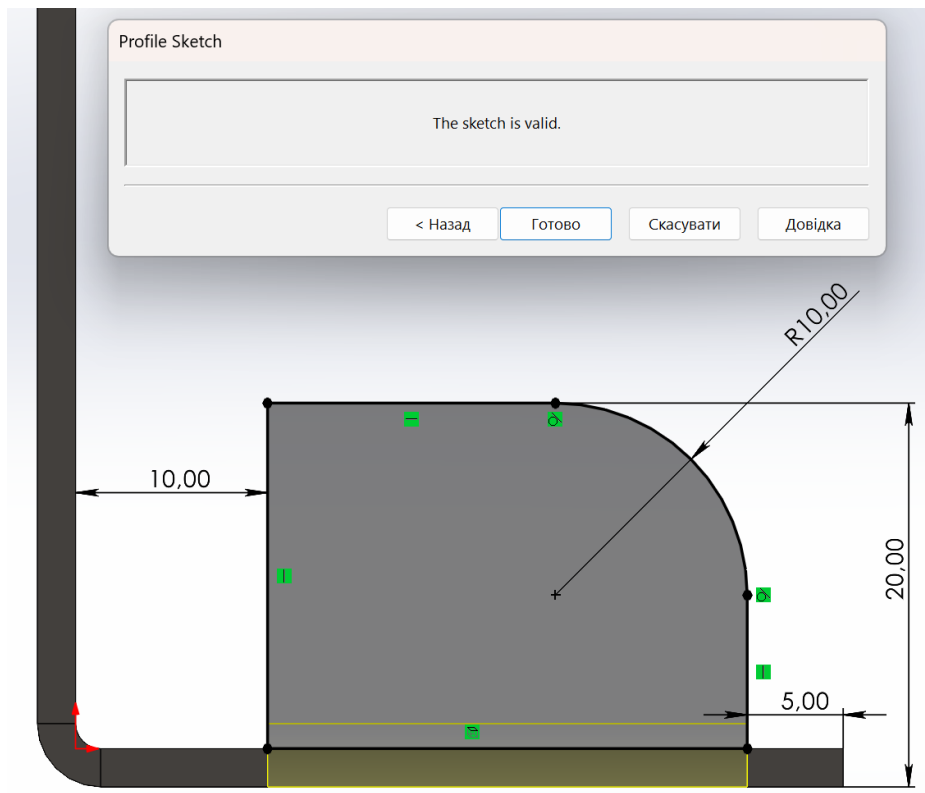 Profile Sketch
The sketch is valid.
< Назад
Готово
Скасувати
Довідка
R10,00
10,00
20,00
5,00